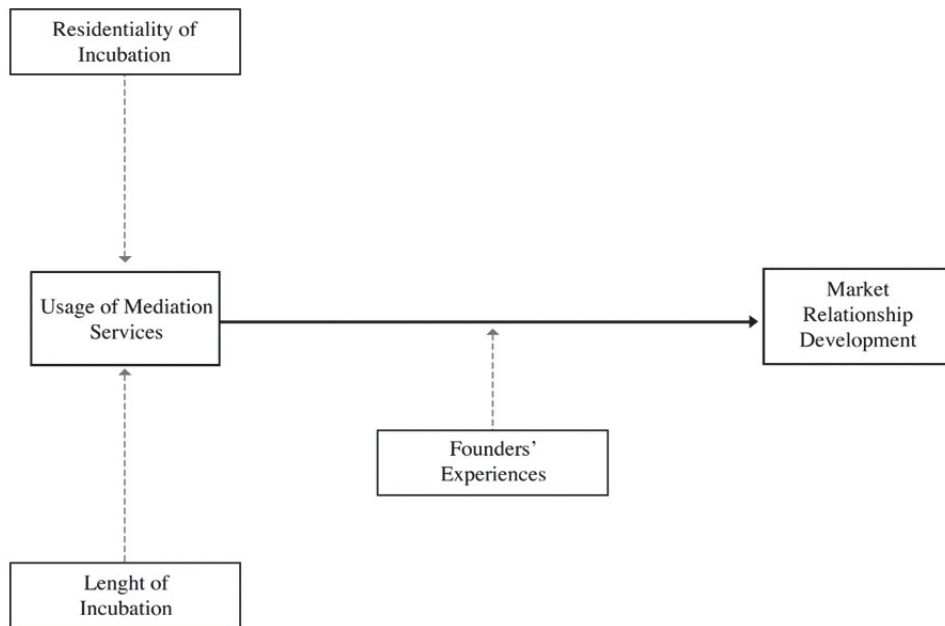 Residentiality of
Incubation
Usage of Mediation
Services
Market
Relationship
Development
Founders’
Experiences
Lenght of
Incubation